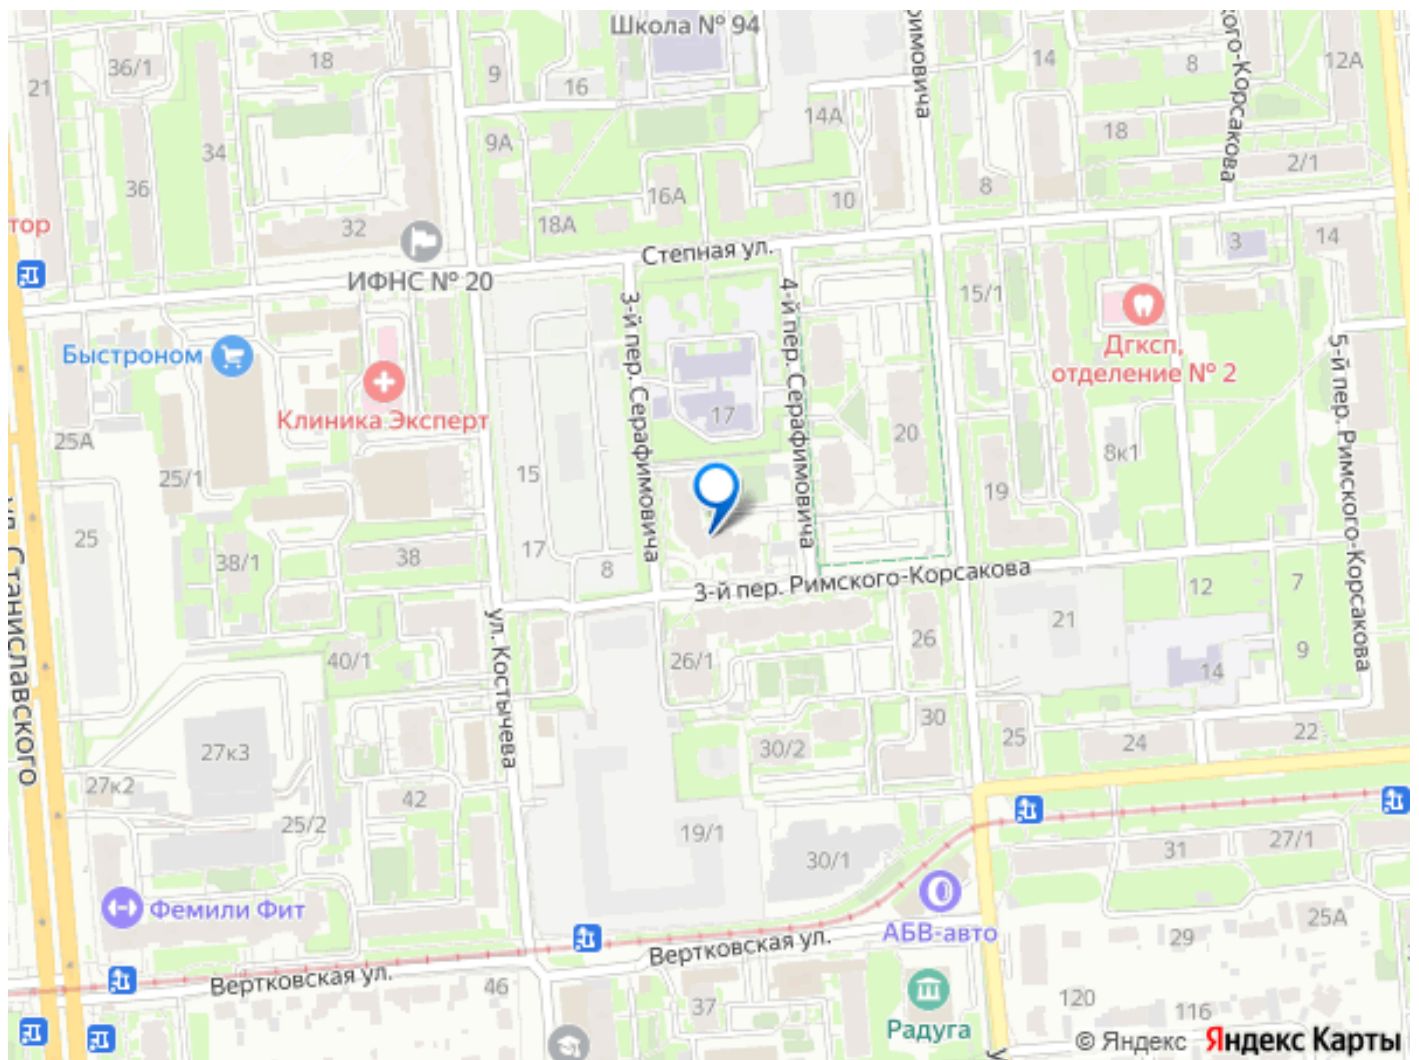 Школа № 94
18
36/1
21
9
16
14
8
12А
18
2/1
14А
9А
34
36
16А
10
8
32
18А
3
14
тор
Степная ул.
ИФНС № 20
15/1
Быстроном
Клиника Эксперт
3-й пер. Серафимовича
4-й пер. Серафимовича
17
Дгксп,
отделение № 2
5-й пер. Римского-Корсакова
20
8к1
25А
25/1
15
19
25
38/1
38
17
8
3-й пер. Римского-Корсакова
12
7
21
9
14
ул. Станиславского
ул. Костычева
40/1
26/1
26
27к3
30/2
30
25
24
22
27к2
42
25/2
19/1
30/1
31
27/1
Фемили Фит
АБВ-авто
25А
29
Вертковская ул.
Вертковская ул.
46
37
Радуга
120
116
© Яндекс Яндекс Карты